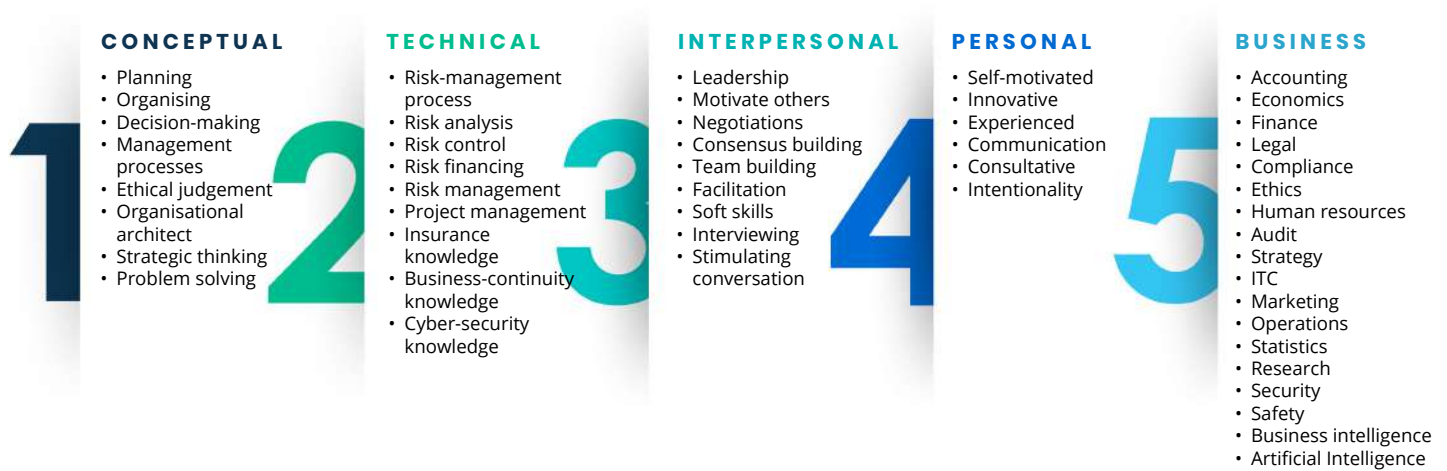 1
CONCEPTUAL
• Planning
• Organising
• Decision-making
• Management
processes
• Ethical judgement
• Organisational
architect
• Strategic thinking
• Problem solving
2
TECHNICAL
• Risk-management
process
• Risk analysis
• Risk control
• Risk financing
• Risk management
• Project management
• Insurance
knowledge
• Business-continuity
knowledge
• Cyber-security
knowledge
3
INTERPERSONAL
• Leadership
• Motivate others
• Negotiations
• Consensus building
• Team building
• Facilitation
• Soft skills
• Interviewing
• Stimulating
conversation
4
PERSONAL
• Self-motivated
• Innovative
• Experienced
• Communication
• Consultative
• Intentionality
5
BUSINESS
• Accounting
• Economics
• Finance
• Legal
• Compliance
• Ethics
• Human resources
• Audit
• Strategy
• ITC
• Marketing
• Operations
• Statistics
• Research
• Security
• Safety
• Business intelligence
• Artificial Intelligence